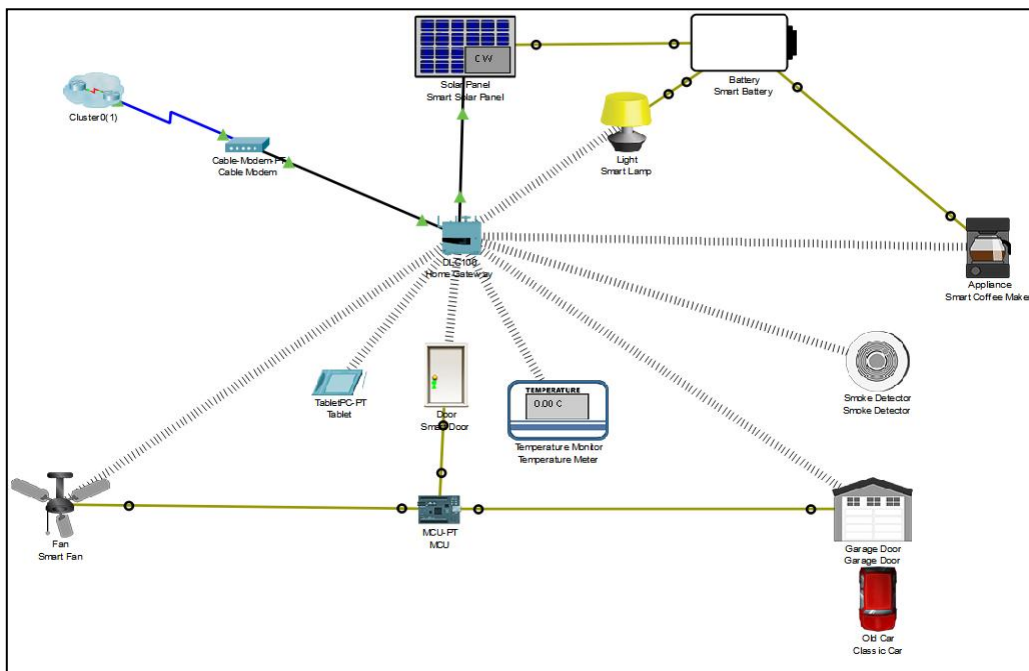 0 W
Solar Panel
Smart Solar Panel
Battery
Smart Battery
Cluster0(1)
Cable-Modem-PT
Cable Modem
Light
Smart Lamp
DLC100
Home Gateway
Appliance
Smart Coffee Maker
TabletPC-PT
Tablet
Door
Smart Door
TEMPERATURE
0.00 C
Temperature Monitor
Temperature Meter
Smoke Detector
Smoke Detector
Fan
Smart Fan
MCU-PT
MCU
Garage Door
Garage Door
Old Car
Classic Car